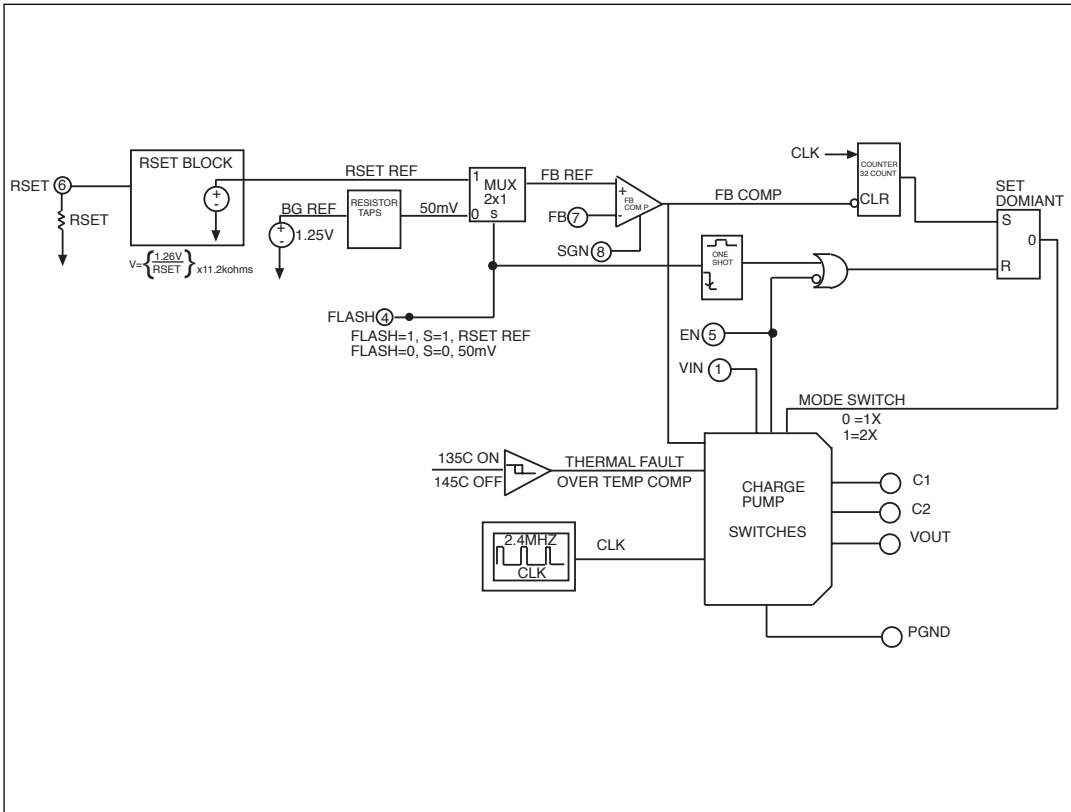 CLK
COUNTER
32 COUNT
CLR
RSET BLOCK
RSET 6
RSET
V={1.26V/RSET} x11.2kohms
+
-
RSET REF
BG REF
+
-
1.25V
RESISTOR
TAPS
50mV
1
MUX
2x1
0
s
FB REF
+
FB
COM P
-
FB 7
SGN 8
FB COMP
SET
DOMIANT
S
0
R
ONE
SHOT
FLASH 4
FLASH=1, S=1, RSET REF
FLASH=0, S=0, 50mV
EN 5
VIN 1
MODE SWITCH
0 =1X
1=2X
135C ON
145C OFF
THERMAL FAULT
OVER TEMP COMP
CHARGE
PUMP
SWITCHES
C1
C2
VOUT
2.4MHZ
CLK
CLK
PGND